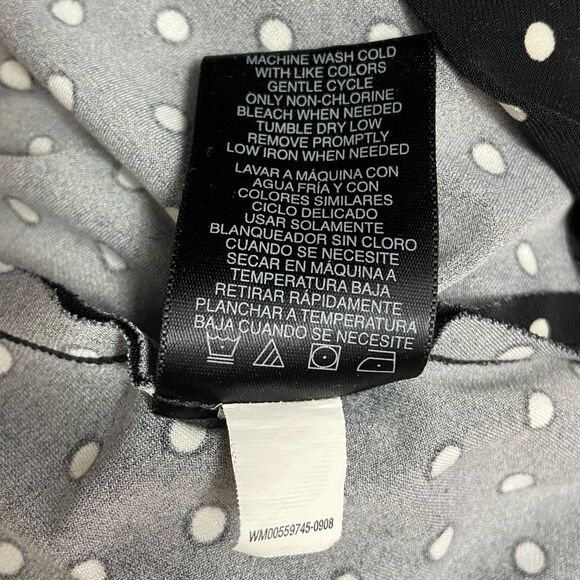 MACHINE WASH COLD
WITH LIKE COLORS
GENTLE CYCLE
ONLY NON-CHLORINE
BLEACH WHEN NEEDED
TUMBLE DRY LOW
REMOVE PROMPTLY
LOW IRON WHEN NEEDED
LAVAR A MÁQUINA CON
AGUA FRÍA Y CON
COLORES SIMILARES
CICLO DELICADO
USAR SOLAMENTE
BLANQUEADOR SIN CLORO
CUANDO SE NECESITE
SECAR EN MÁQUINA A
TEMPERATURA BAJA
RETIRAR RÁPIDAMENTE
PLANCHAR A TEMPERATURA
BAJA CUANDO SE NECESITE
WM00559745-0908